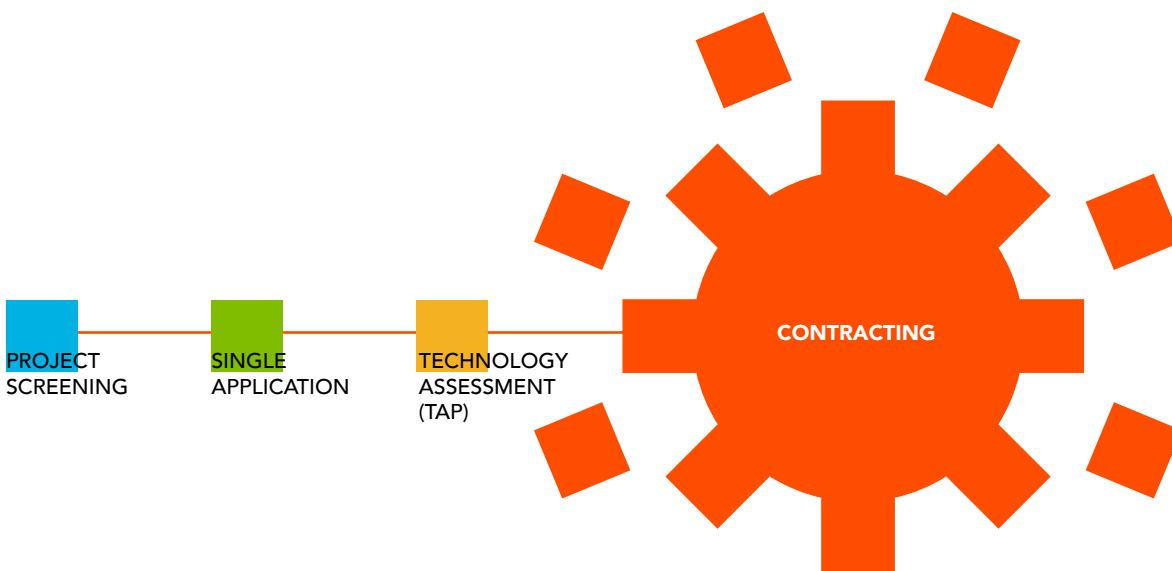 PROJECT
SCREENING
SINGLE
APPLICATION
TECHNOLOGY
ASSESSMENT
(TAP)
CONTRACTING